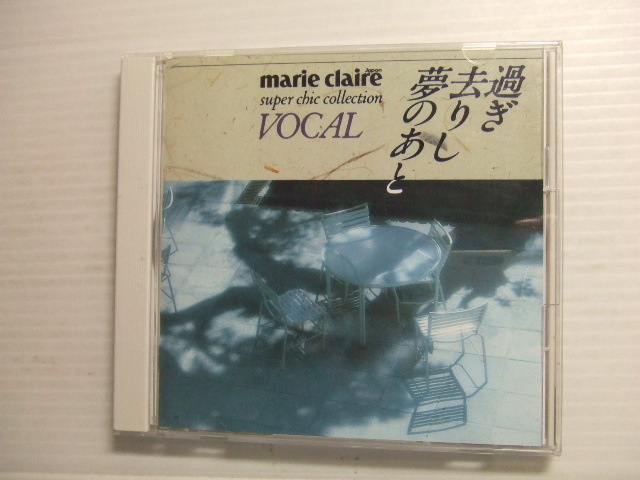 marie claire
Japon
super chic collection
VOCAL
過ぎ
去りし
夢のあと